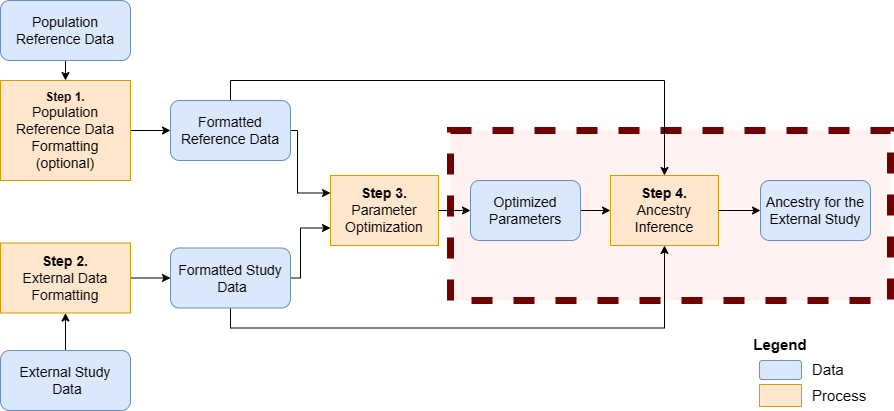 Population
Reference Data
Step 1.
Population
Reference Data
Formatting
(optional)
Formatted
Reference Data
Step 3.
Parameter
Optimization
Optimized
Parameters
Step 4.
Ancestry
Inference
Ancestry for the
External Study
Step 2.
External Data
Formatting
Formatted Study
Data
External Study
Data
Legend
Data
Process